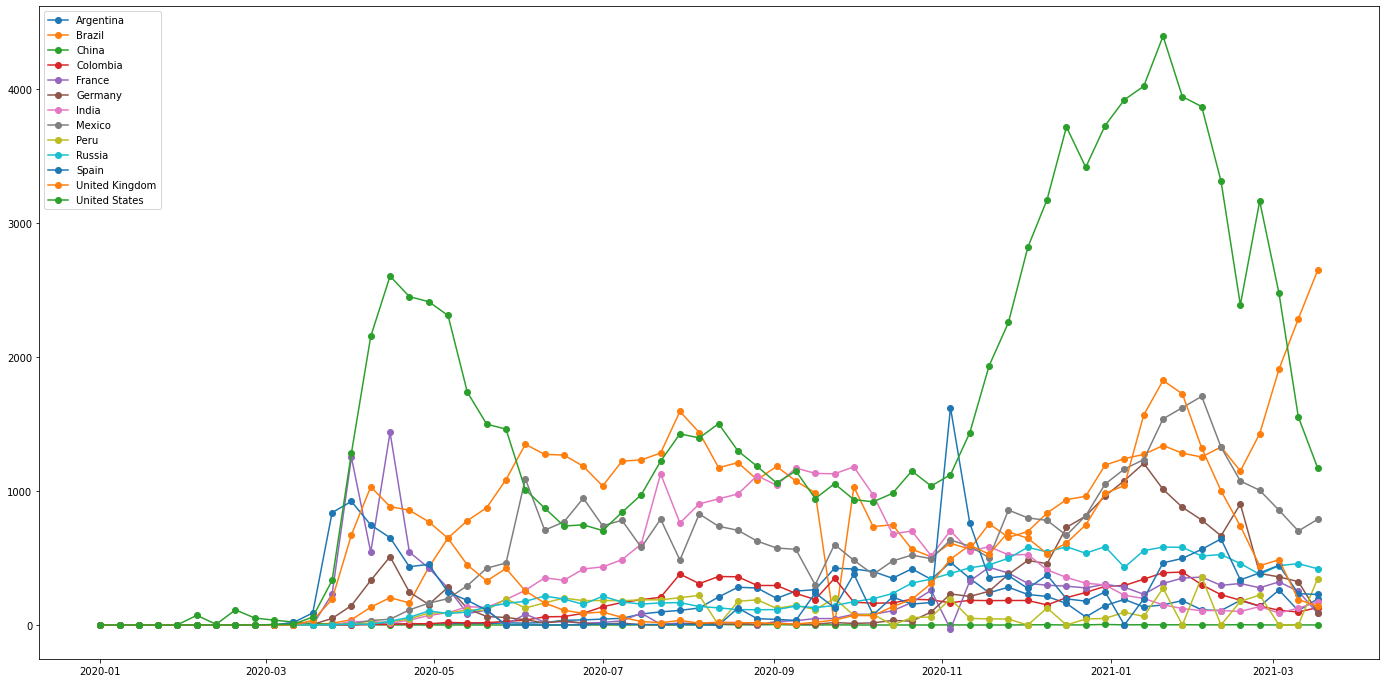 Argentina
Brazil
China
Colombia
France
Germany
India
Mexico
Peru
Russia
Spain
United Kingdom
United States
4000
3000
2000
1000
0
2020-01 2020-03 2020-05 2020-07 2020-09 2020-11 2021-01 2021-03